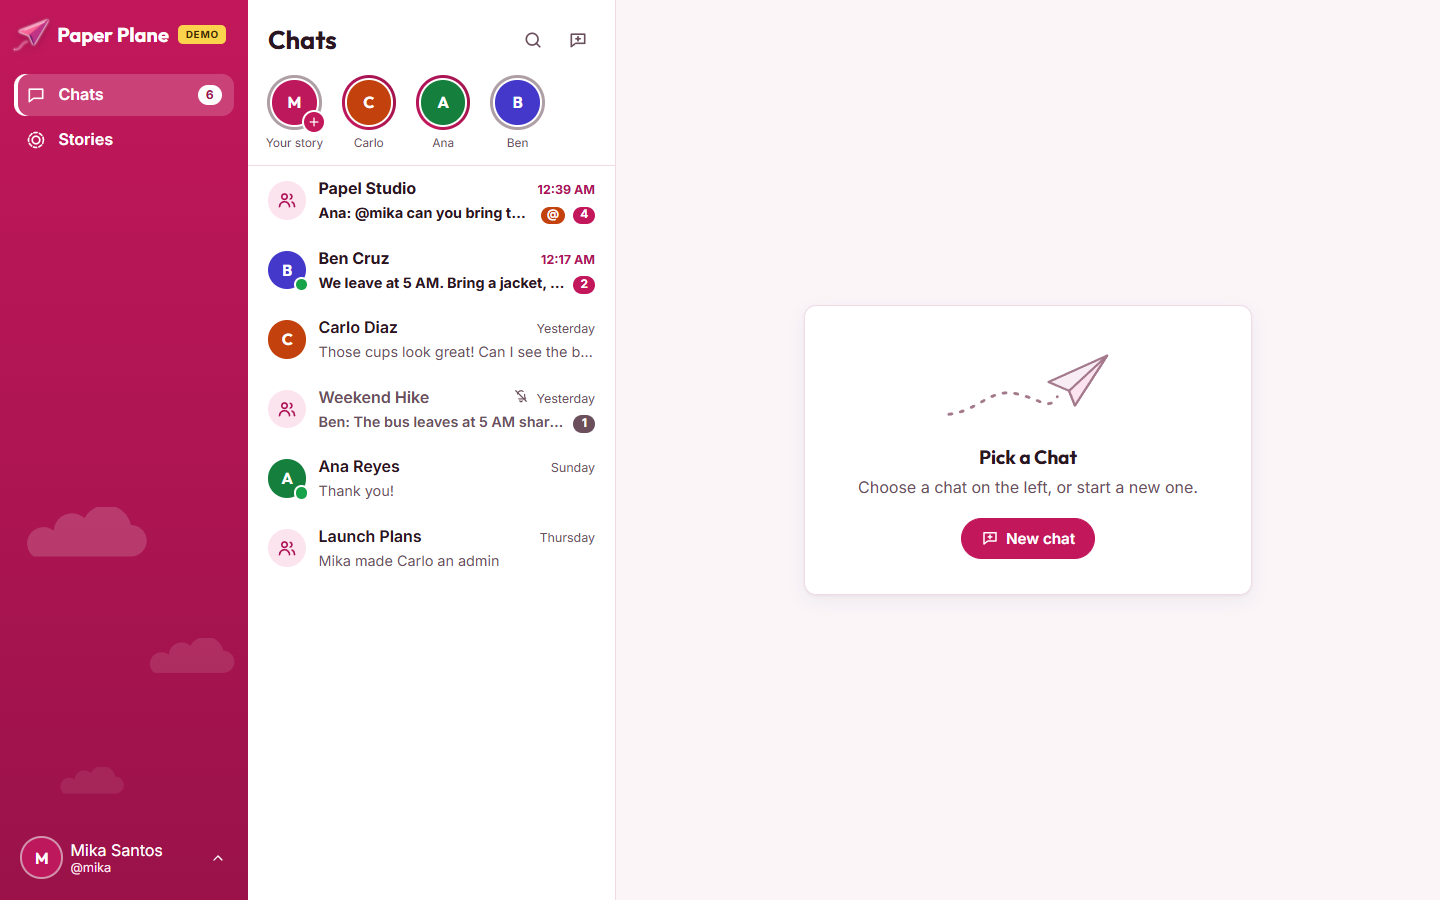 Paper Plane DEMO
Chats 6
Stories
M Mika Santos
@mika
Chats
M C A B
Your story Carlo Ana Ben
Papel Studio 12:39 AM
Ana: @mika can you bring t... @ 4
B Ben Cruz 12:17 AM
We leave at 5 AM. Bring a jacket, ... 2
C Carlo Diaz Yesterday
Those cups look great! Can I see the b...
Weekend Hike Yesterday
Ben: The bus leaves at 5 AM shar... 1
A Ana Reyes Sunday
Thank you!
Launch Plans Thursday
Mika made Carlo an admin
Pick a Chat
Choose a chat on the left, or start a new one.
New chat